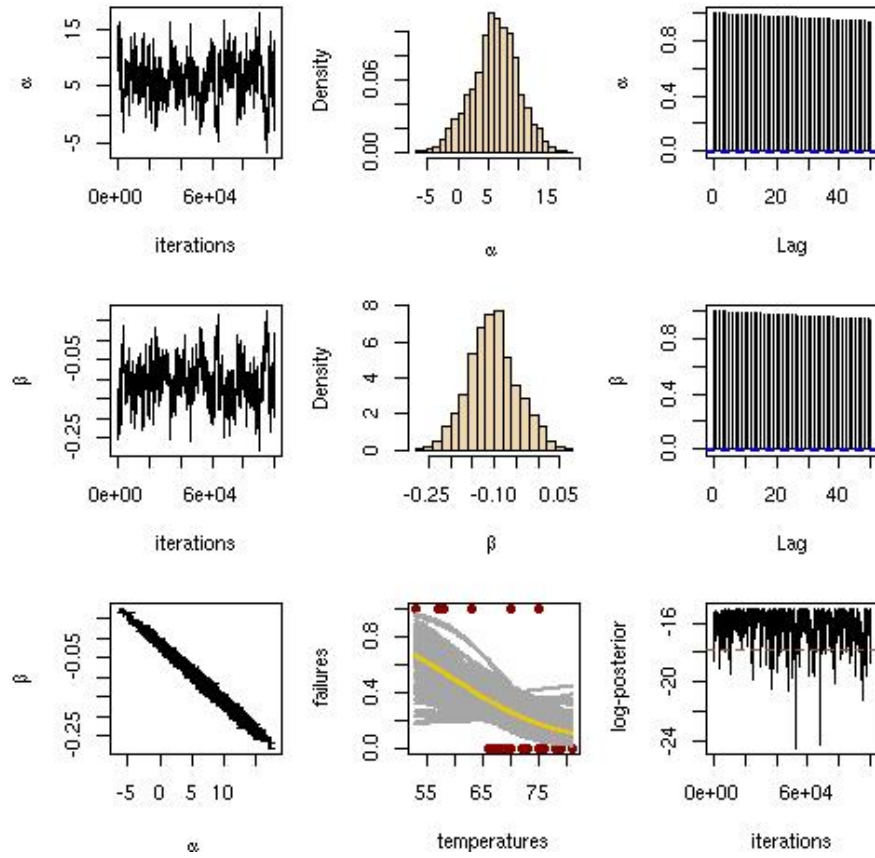 α
15
5
-5
0e+00 6e+04
iterations
Density
0.06
0.00
-5 0 5 15
α
α
0.8
0.4
0.0
0 20 40
Lag
β
-0.05
-0.25
0e+00 6e+04
iterations
Density
8
6
4
2
0
-0.25 -0.10 0.05
β
β
0.8
0.4
0.0
0 20 40
Lag
β
-0.05
-0.25
-5 0 5 10
α
failures
0.8
0.4
0.0
55 65 75
temperatures
log-posterior
-16
-20
-24
0e+00 6e+04
iterations